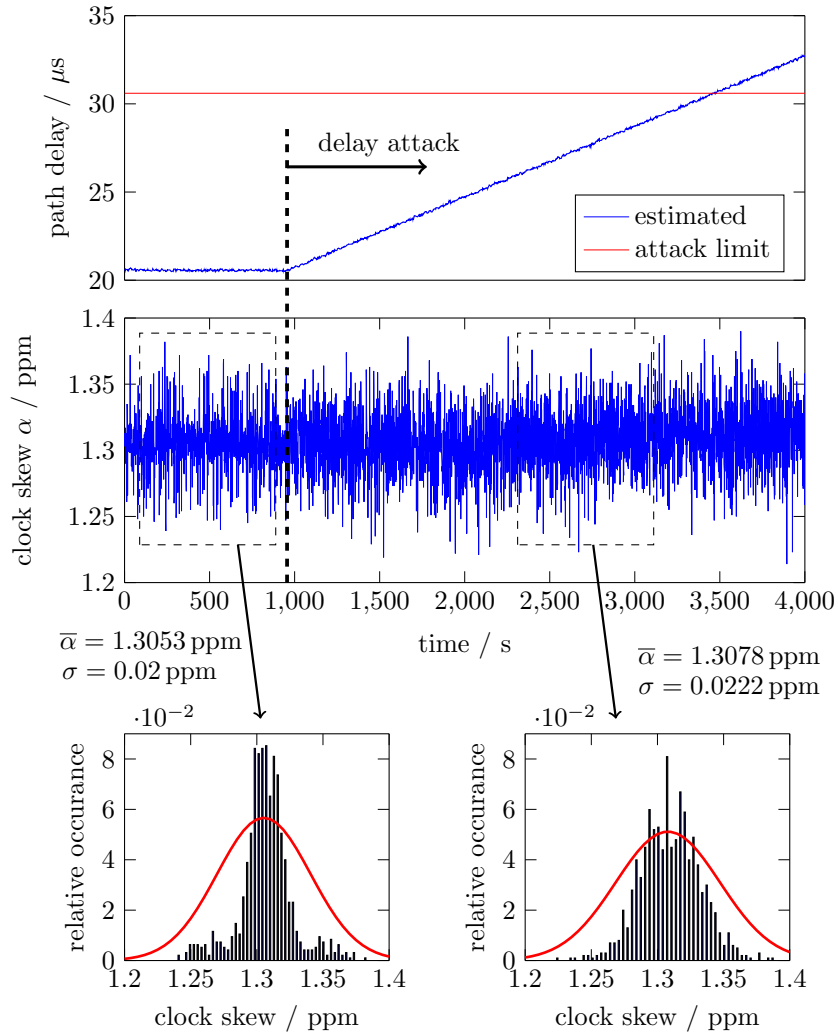 35
30
25
20
path delay / μs
delay attack
estimated
attack limit
1.4
1.35
1.3
1.25
1.2
clock skew α / ppm
0 500 1,000 1,500 2,000 2,500 3,000 3,500 4,000
time / s
α̅ = 1.3053 ppm
σ = 0.02 ppm
α̅ = 1.3078 ppm
σ = 0.0222 ppm
·10⁻²
8
6
4
2
0
relative occurance
1.2 1.25 1.3 1.35 1.4
clock skew / ppm
·10⁻²
8
6
4
2
0
relative occurance
1.2 1.25 1.3 1.35 1.4
clock skew / ppm